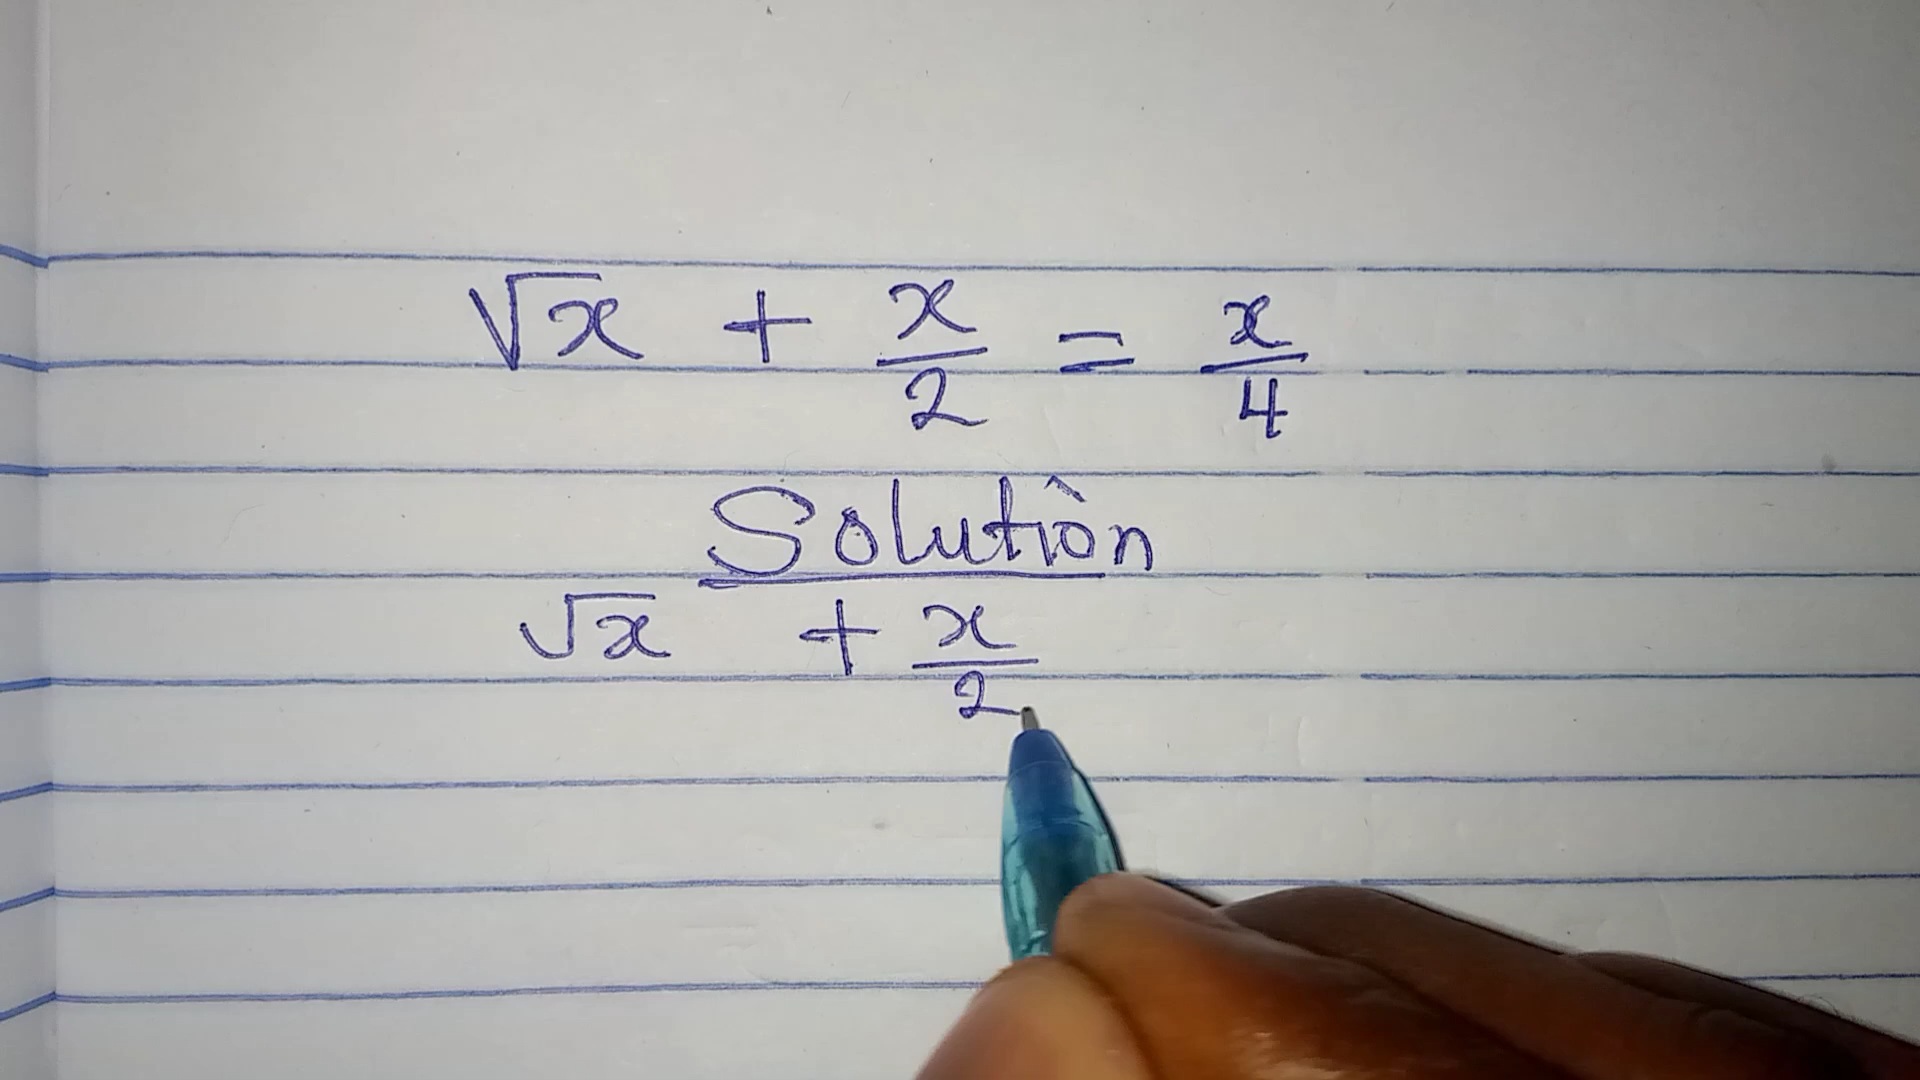 √x + x/2 = x/4
Solution
√x + x/2